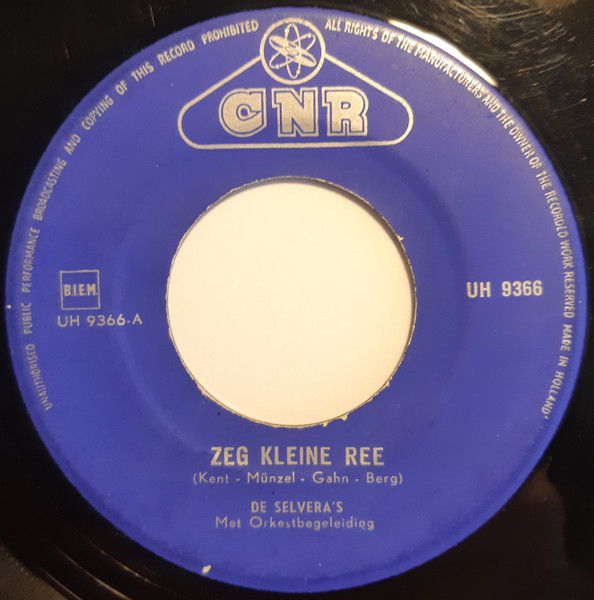 UNAUTHORISED PUBLIC PERFORMANCE BROADCASTING AND COPYING OF THIS RECORD PROHIBITED
ALL RIGHTS OF THE MANUFACTURERS AND THE OWNER OF THE RECORDED WORK RESERVED MADE IN HOLLAND
CNR
B.I.E.M.
UH 9366-A
UH 9366
ZEG KLEINE REE
(Kent - Münzel - Gahn - Berg)
DE SELVERA'S
Met Orkestbegeleiding